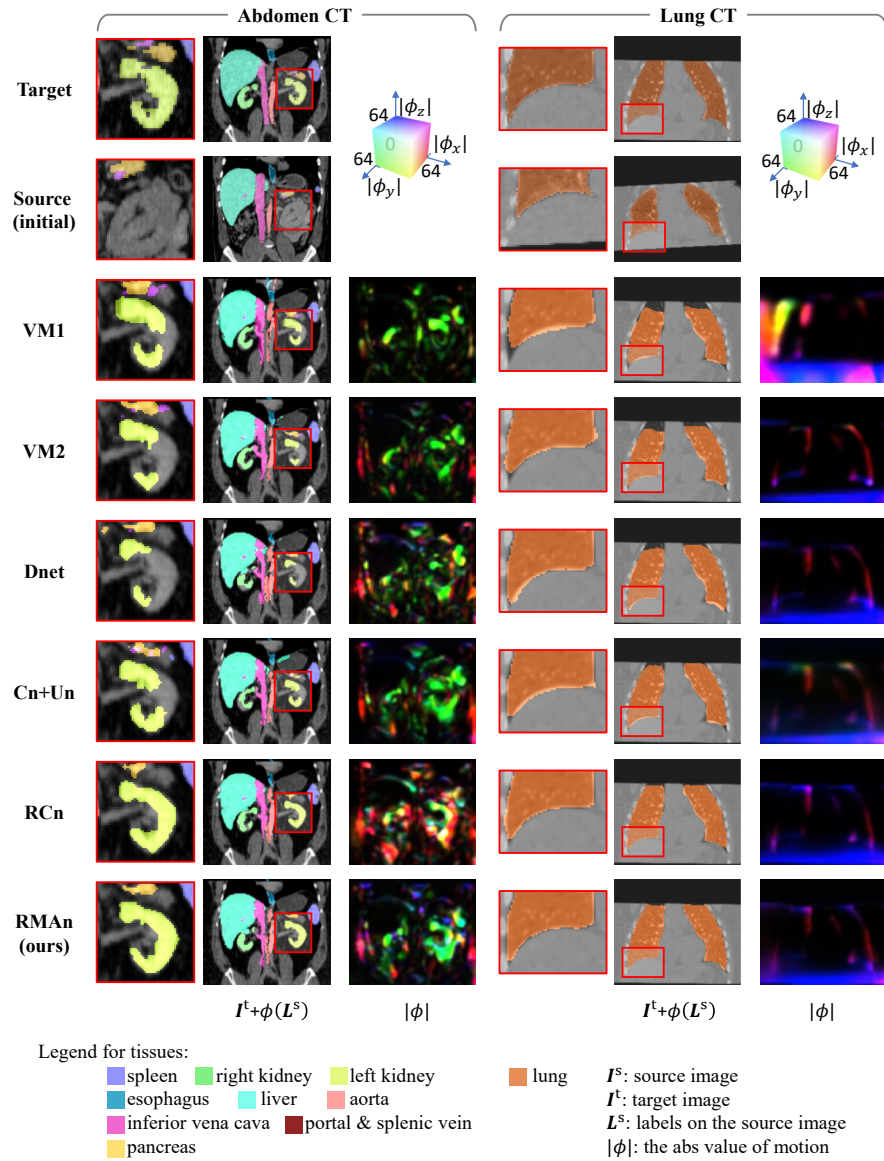 Abdomen CT
Lung CT
Target
64
|ϕz|
0
|ϕx|
64
64
|ϕy|
64
|ϕz|
0
|ϕx|
64
64
|ϕy|
Source
(initial)
VM1
VM2
Dnet
Cn+Un
RCn
RMAn
(ours)
Iᵗ+ϕ(Lˢ)
|ϕ|
Iᵗ+ϕ(Lˢ)
|ϕ|
Legend for tissues:
spleen right kidney left kidney
esophagus liver aorta
inferior vena cava portal & splenic vein
pancreas
lung
Iˢ: source image
Iᵗ: target image
Lˢ: labels on the source image
|ϕ|: the abs value of motion